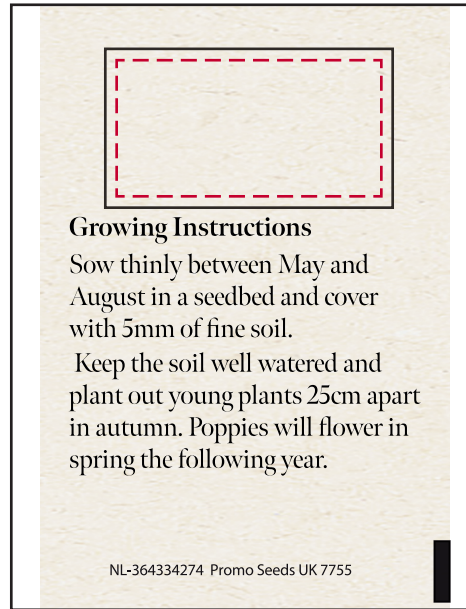 Growing Instructions
Sow thinly between May and
August in a seedbed and cover
with 5mm of fine soil.
Keep the soil well watered and
plant out young plants 25cm apart
in autumn. Poppies will flower in
spring the following year.
NL-364334274 Promo Seeds UK 7755